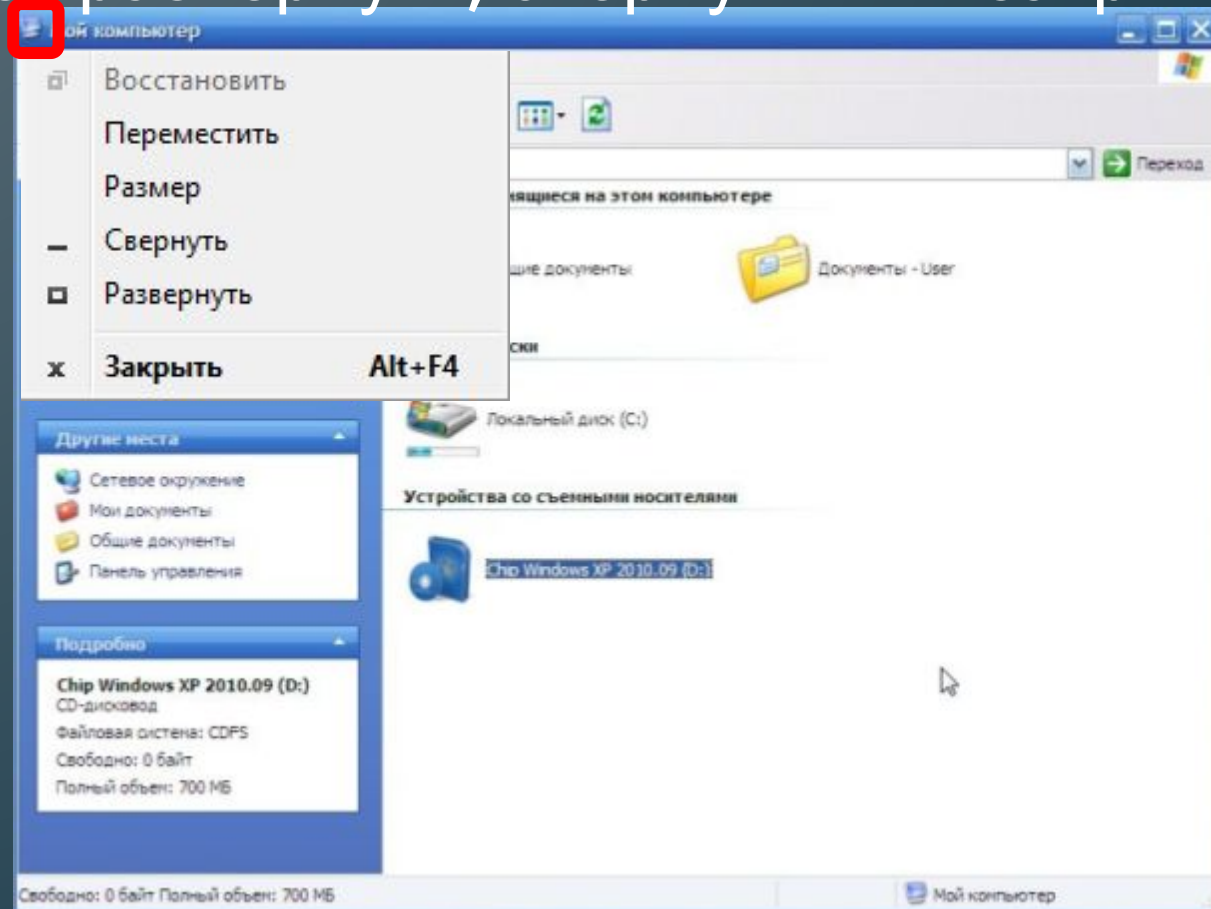 Мой компьютер
Восстановить
Переместить
Размер
Свернуть
Развернуть
Закрыть Alt+F4
Переход
на этом компьютере
документы
Документы - User
Локальный диск (C:)
Устройства со съемными носителями
Chip Windows XP 2010.09 (D:)
Другие места
Сетевое окружение
Мои документы
Общие документы
Панель управления
Подробно
Chip Windows XP 2010.09 (D:)
CD-дисковод
Файловая система: CDFS
Свободно: 0 байт
Полный объем: 700 МБ
Свободно: 0 байт Полный объем: 700 МБ
Мой компьютер